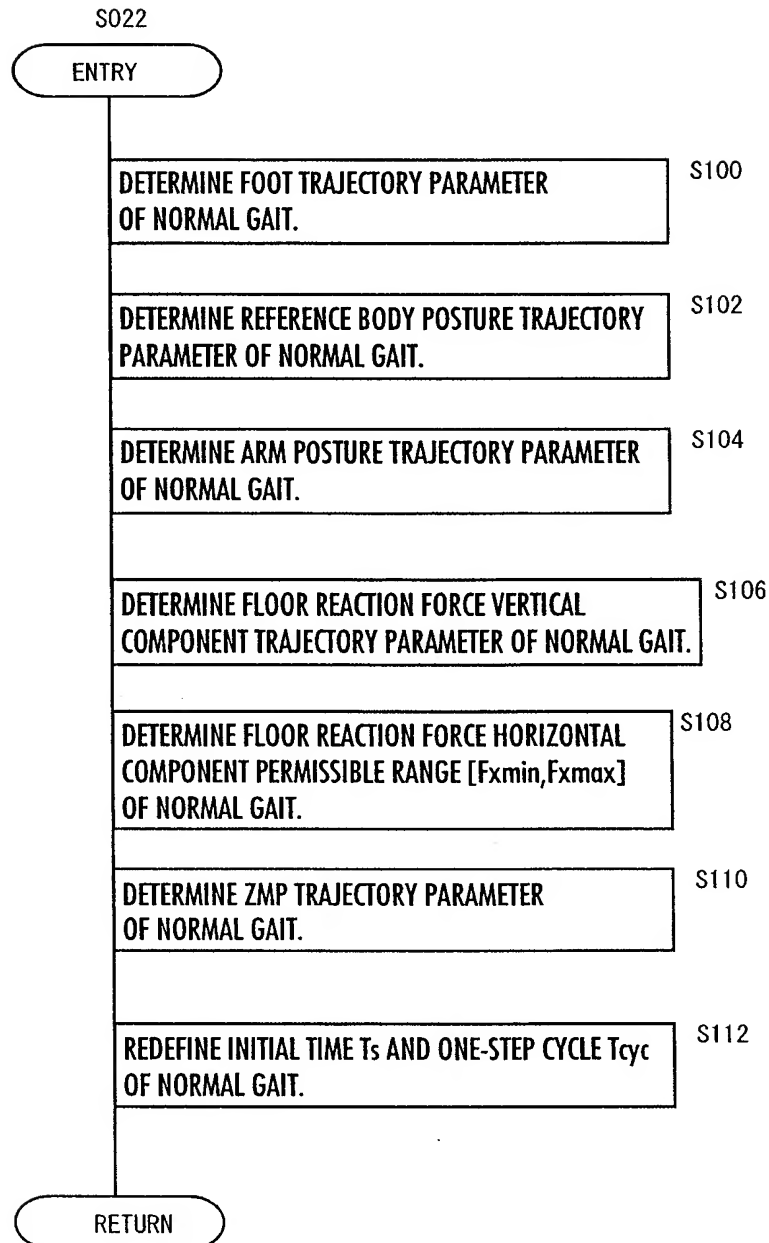 S022
ENTRY
S100
DETERMINE FOOT TRAJECTORY PARAMETER
OF NORMAL GAIT.
S102
DETERMINE REFERENCE BODY POSTURE TRAJECTORY
PARAMETER OF NORMAL GAIT.
S104
DETERMINE ARM POSTURE TRAJECTORY PARAMETER
OF NORMAL GAIT.
S106
DETERMINE FLOOR REACTION FORCE VERTICAL
COMPONENT TRAJECTORY PARAMETER OF NORMAL GAIT.
S108
DETERMINE FLOOR REACTION FORCE HORIZONTAL
COMPONENT PERMISSIBLE RANGE [Fxmin,Fxmax]
OF NORMAL GAIT.
S110
DETERMINE ZMP TRAJECTORY PARAMETER
OF NORMAL GAIT.
S112
REDEFINE INITIAL TIME Ts AND ONE-STEP CYCLE Tcyc
OF NORMAL GAIT.
RETURN